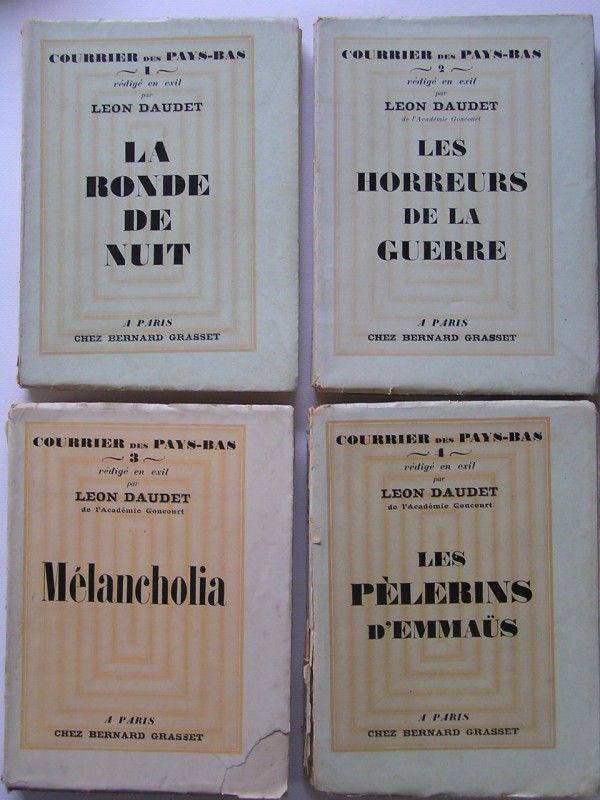 COURRIER DES PAYS-BAS
~1~
rédigé en exil
par
LEON DAUDET
LA
RONDE
DE
NUIT
A PARIS
CHEZ BERNARD GRASSET
COURRIER DES PAYS-BAS
~2~
rédigé en exil
par
LEON DAUDET
de l'Académie Goncourt
LES
HORREURS
DE LA
GUERRE
A PARIS
CHEZ BERNARD GRASSET
COURRIER DES PAYS-BAS
~3~
rédigé en exil
par
LEON DAUDET
de l'Académie Goncourt
Mélancholia
A PARIS
CHEZ BERNARD GRASSET
COURRIER DES PAYS-BAS
~4~
rédigé en exil
par
LEON DAUDET
de l'Académie Goncourt
LES
PÈLERINS
D'EMMAÜS
A PARIS
CHEZ BERNARD GRASSET